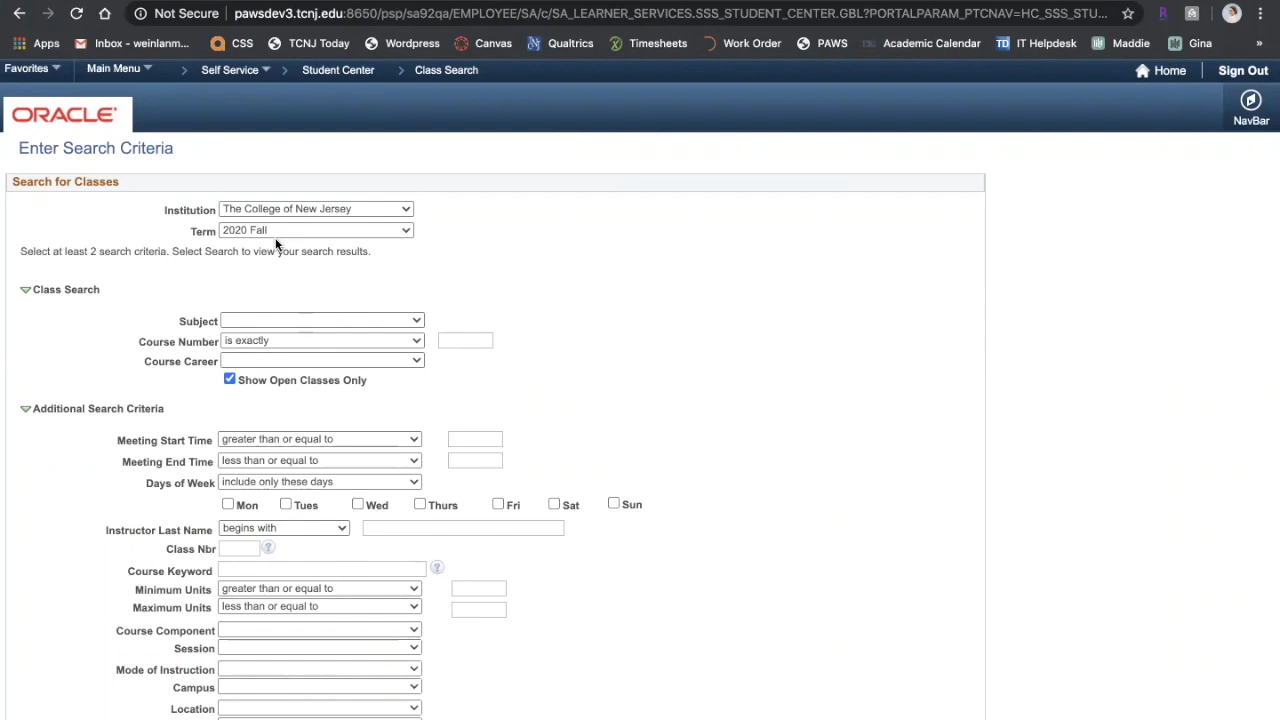 Not Secure pawsdev3.tcnj.edu:8650/psp/sa92qa/EMPLOYEE/SA/c/SA_LEARNER_SERVICES.SSS_STUDENT_CENTER.GBL?PORTALPARAM_PTCNAV=HC_SSS_STU...
Apps Inbox - weinlanm... CSS TCNJ Today Wordpress Canvas Qualtrics Timesheets Work Order PAWS Academic Calendar TD IT Helpdesk Maddie Gina »
Favorites Main Menu > Self Service > Student Center > Class Search Home Sign Out
ORACLE NavBar
Enter Search Criteria
Search for Classes
Institution The College of New Jersey
Term 2020 Fall
Select at least 2 search criteria. Select Search to view your search results.
Class Search
Subject
Course Number is exactly
Course Career
Show Open Classes Only
Additional Search Criteria
Meeting Start Time greater than or equal to
Meeting End Time less than or equal to
Days of Week include only these days
Mon Tues Wed Thurs Fri Sat Sun
Instructor Last Name begins with
Class Nbr ?
Course Keyword ?
Minimum Units greater than or equal to
Maximum Units less than or equal to
Course Component
Session
Mode of Instruction
Campus
Location